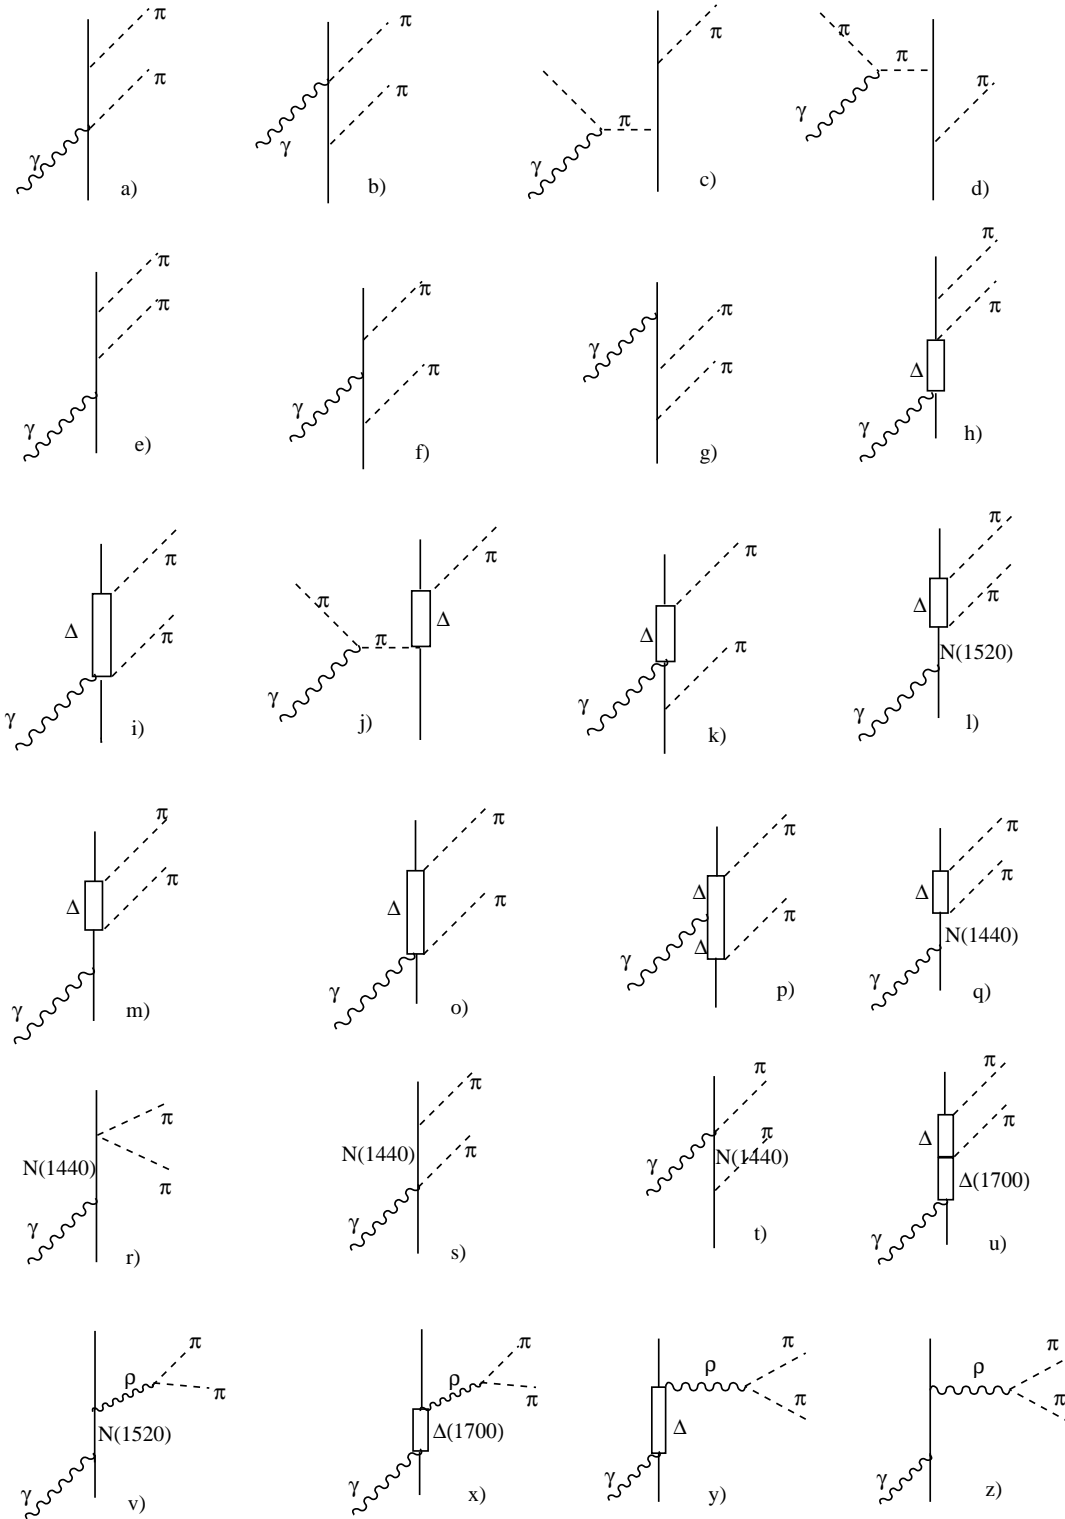 π
π
γ
a)
π
π
γ
b)
π
π
γ
c)
π
π
π
γ
d)
π
π
γ
e)
π
π
γ
f)
π
π
γ
g)
π
π
Δ
γ
h)
π
π
Δ
γ
i)
π
π
π
Δ
γ
j)
π
π
Δ
γ
k)
π
π
Δ
N(1520)
γ
l)
π
π
Δ
γ
m)
π
π
Δ
γ
o)
π
π
Δ
Δ
γ
p)
π
π
Δ
N(1440)
γ
q)
π
π
N(1440)
γ
r)
π
π
N(1440)
γ
s)
π
π
N(1440)
γ
t)
π
π
Δ
Δ(1700)
γ
u)
π
π
ρ
N(1520)
γ
v)
π
π
ρ
Δ(1700)
γ
x)
π
π
ρ
Δ
γ
y)
π
π
ρ
γ
z)